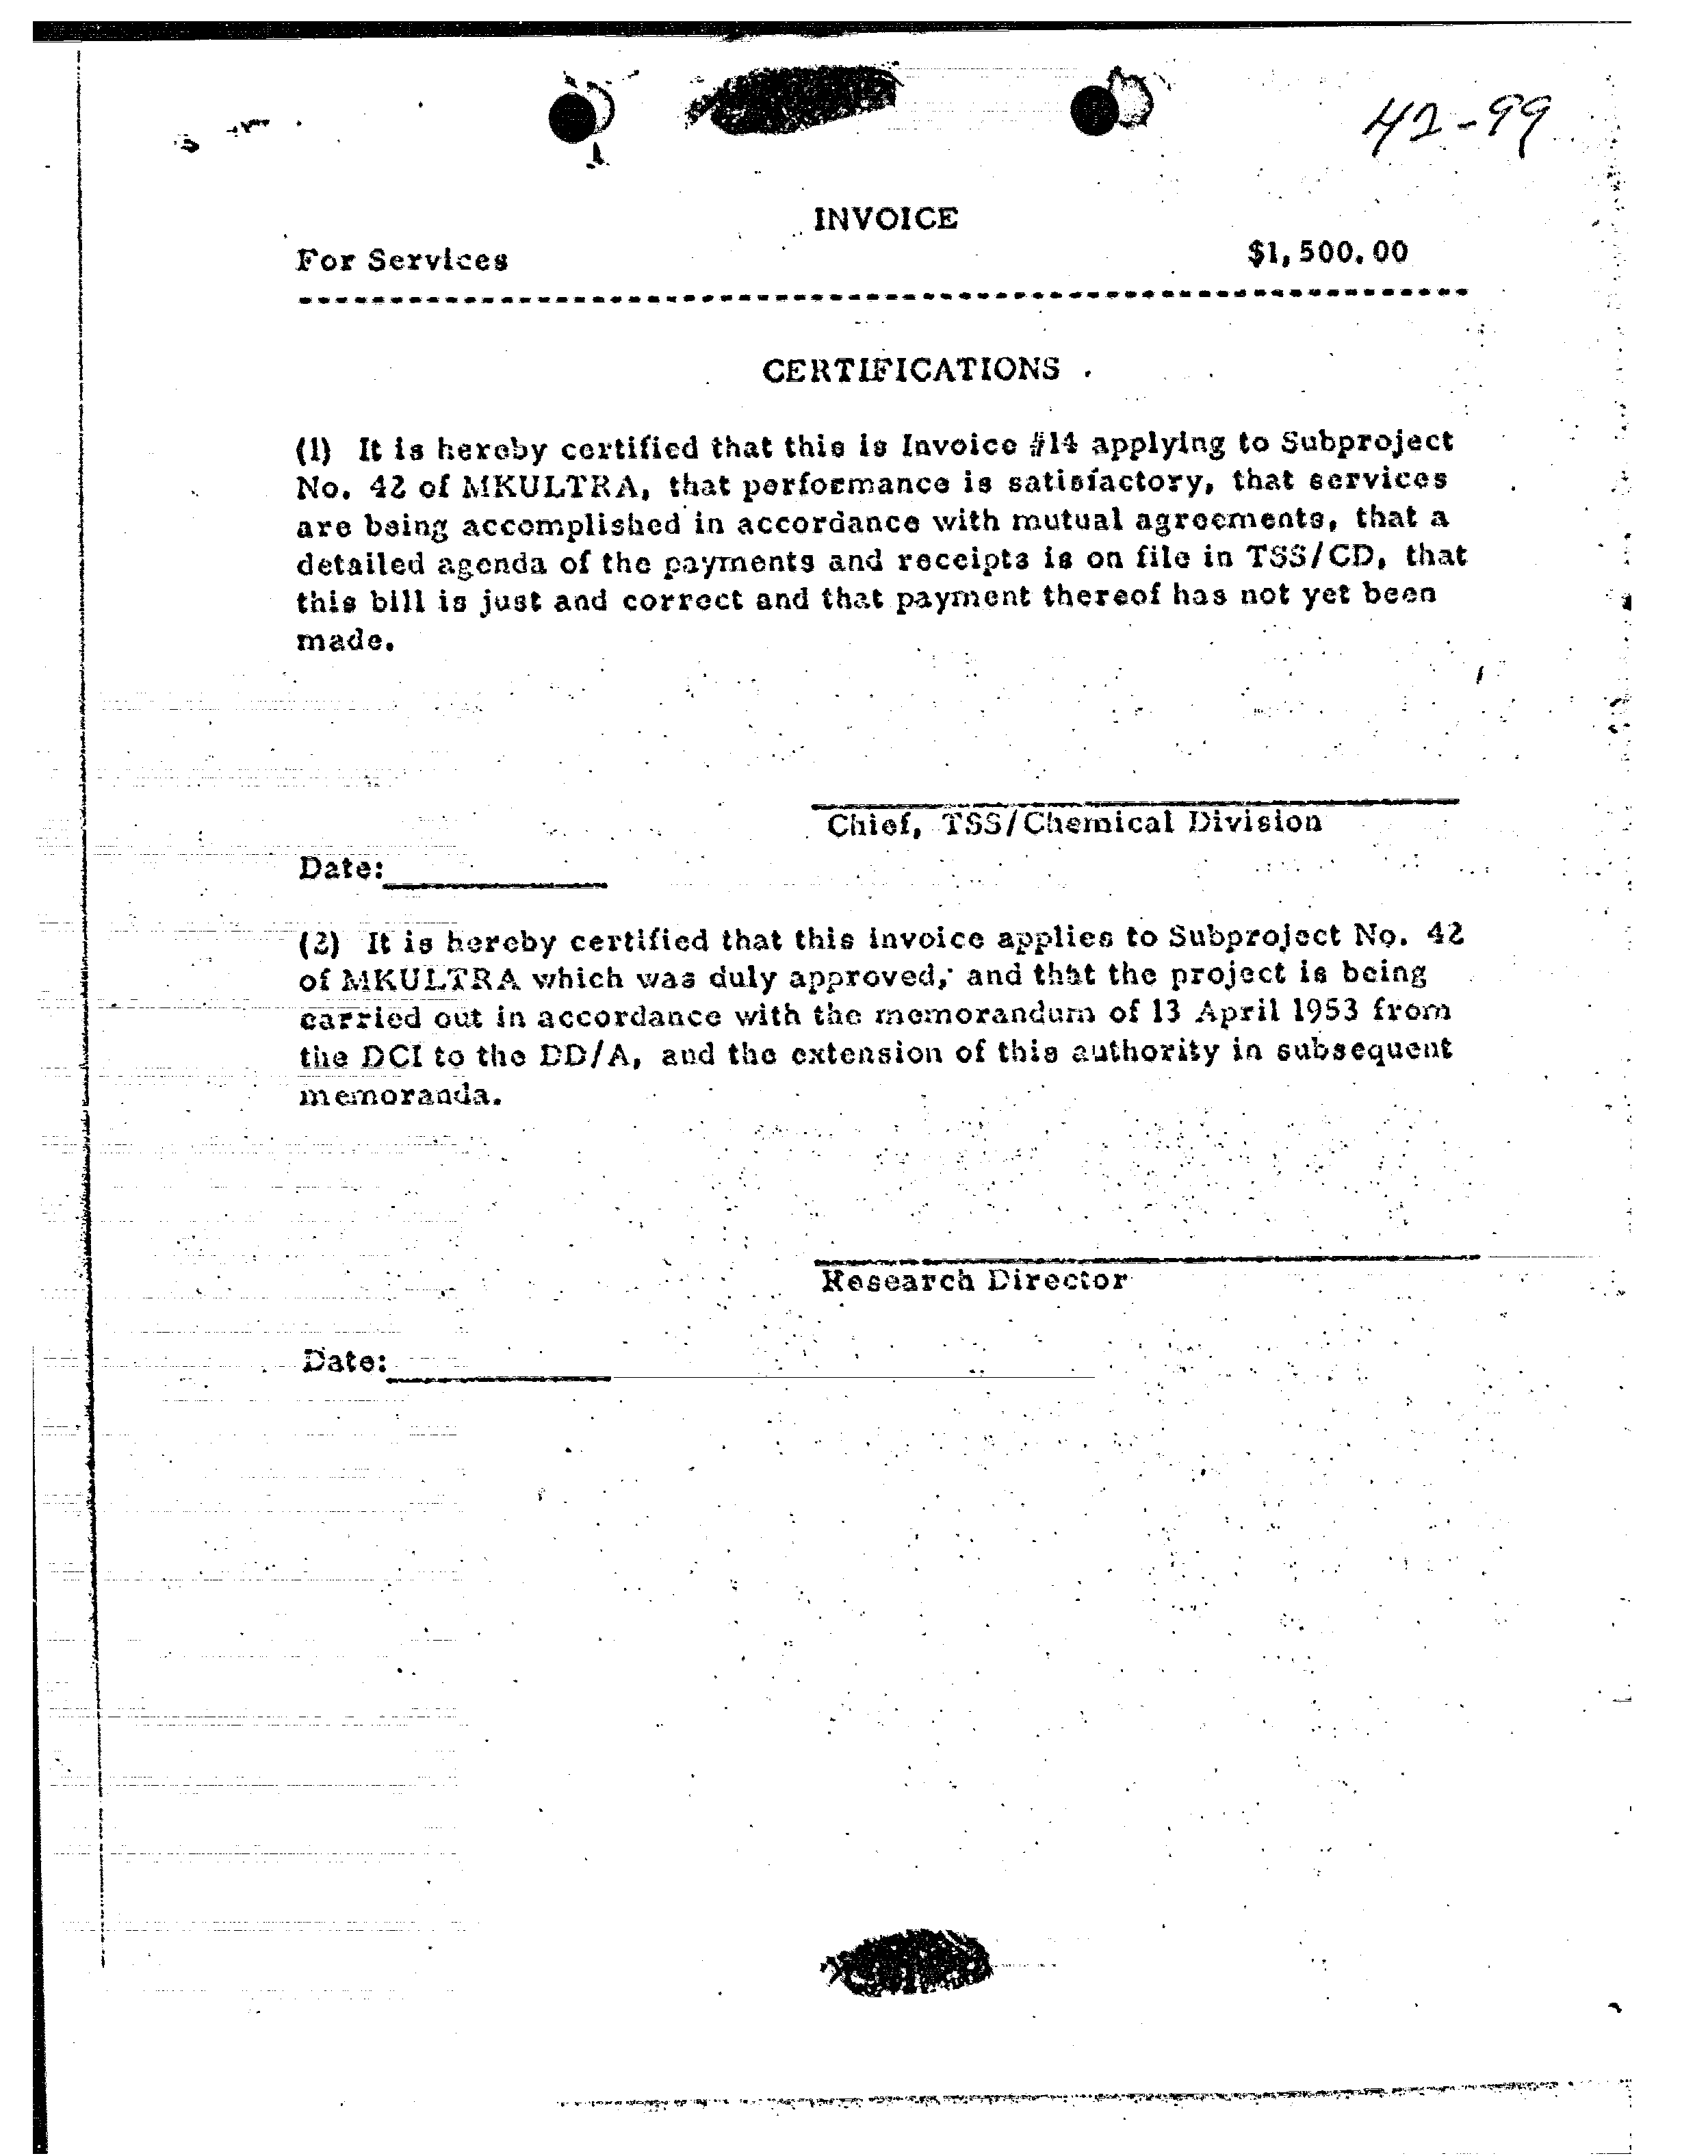 42-99
INVOICE
For Services $1,500.00
CERTIFICATIONS
(1) It is hereby certified that this is Invoice #14 applying to Subproject
No. 42 of MKULTRA, that performance is satisfactory, that services
are being accomplished in accordance with mutual agreements, that a
detailed agenda of the payments and receipts is on file in TSS/CD, that
this bill is just and correct and that payment thereof has not yet been
made.
Chief, TSS/Chemical Division
Date:
(2) It is hereby certified that this invoice applies to Subproject No. 42
of MKULTRA which was duly approved, and that the project is being
carried out in accordance with the memorandum of 13 April 1953 from
the DCI to the DD/A, and the extension of this authority in subsequent
memoranda.
Research Director
Date: